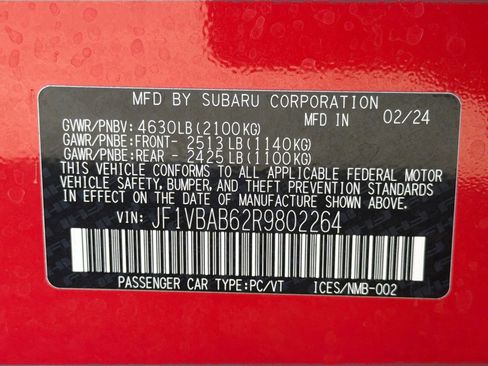 MFD BY SUBARU CORPORATION
MFD IN 02/24
GVWR/PNBV: 4630LB(2100KG)
GAWR/PNBE:FRONT- 2513LB(1140KG)
GAWR/PNBE:REAR - 2425LB(1100KG)
THIS VEHICLE CONFORMS TO ALL APPLICABLE FEDERAL MOTOR
VEHICLE SAFETY, BUMPER, AND THEFT PREVENTION STANDARDS
IN EFFECT ON THE DATE OF MANUFACTURE SHOWN ABOVE.
VIN: JF1VBAB62R9802264
PASSENGER CAR TYPE:PC/VT ICES/NMB-002